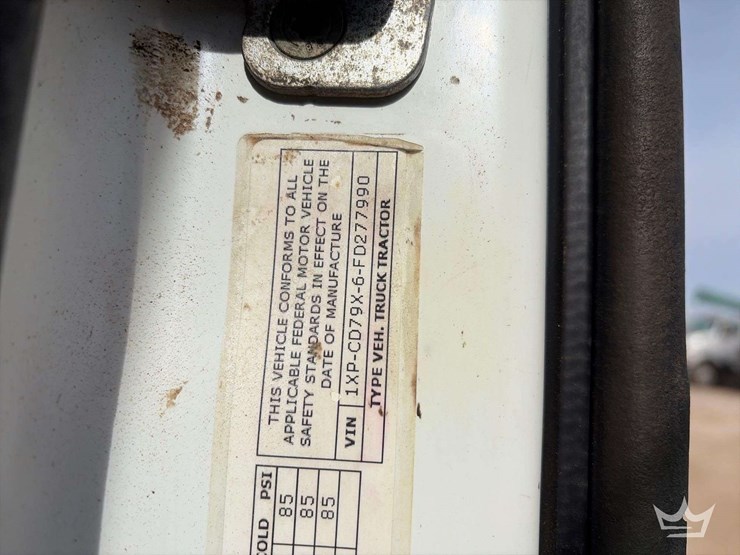 THIS VEHICLE CONFORMS TO ALL
APPLICABLE FEDERAL MOTOR VEHICLE
SAFETY STANDARDS IN EFFECT ON THE
DATE OF MANUFACTURE
VIN 1XP-CD79X-6-FD277990
TYPE VEH. TRUCK TRACTOR
COLD PSI
85
85
85